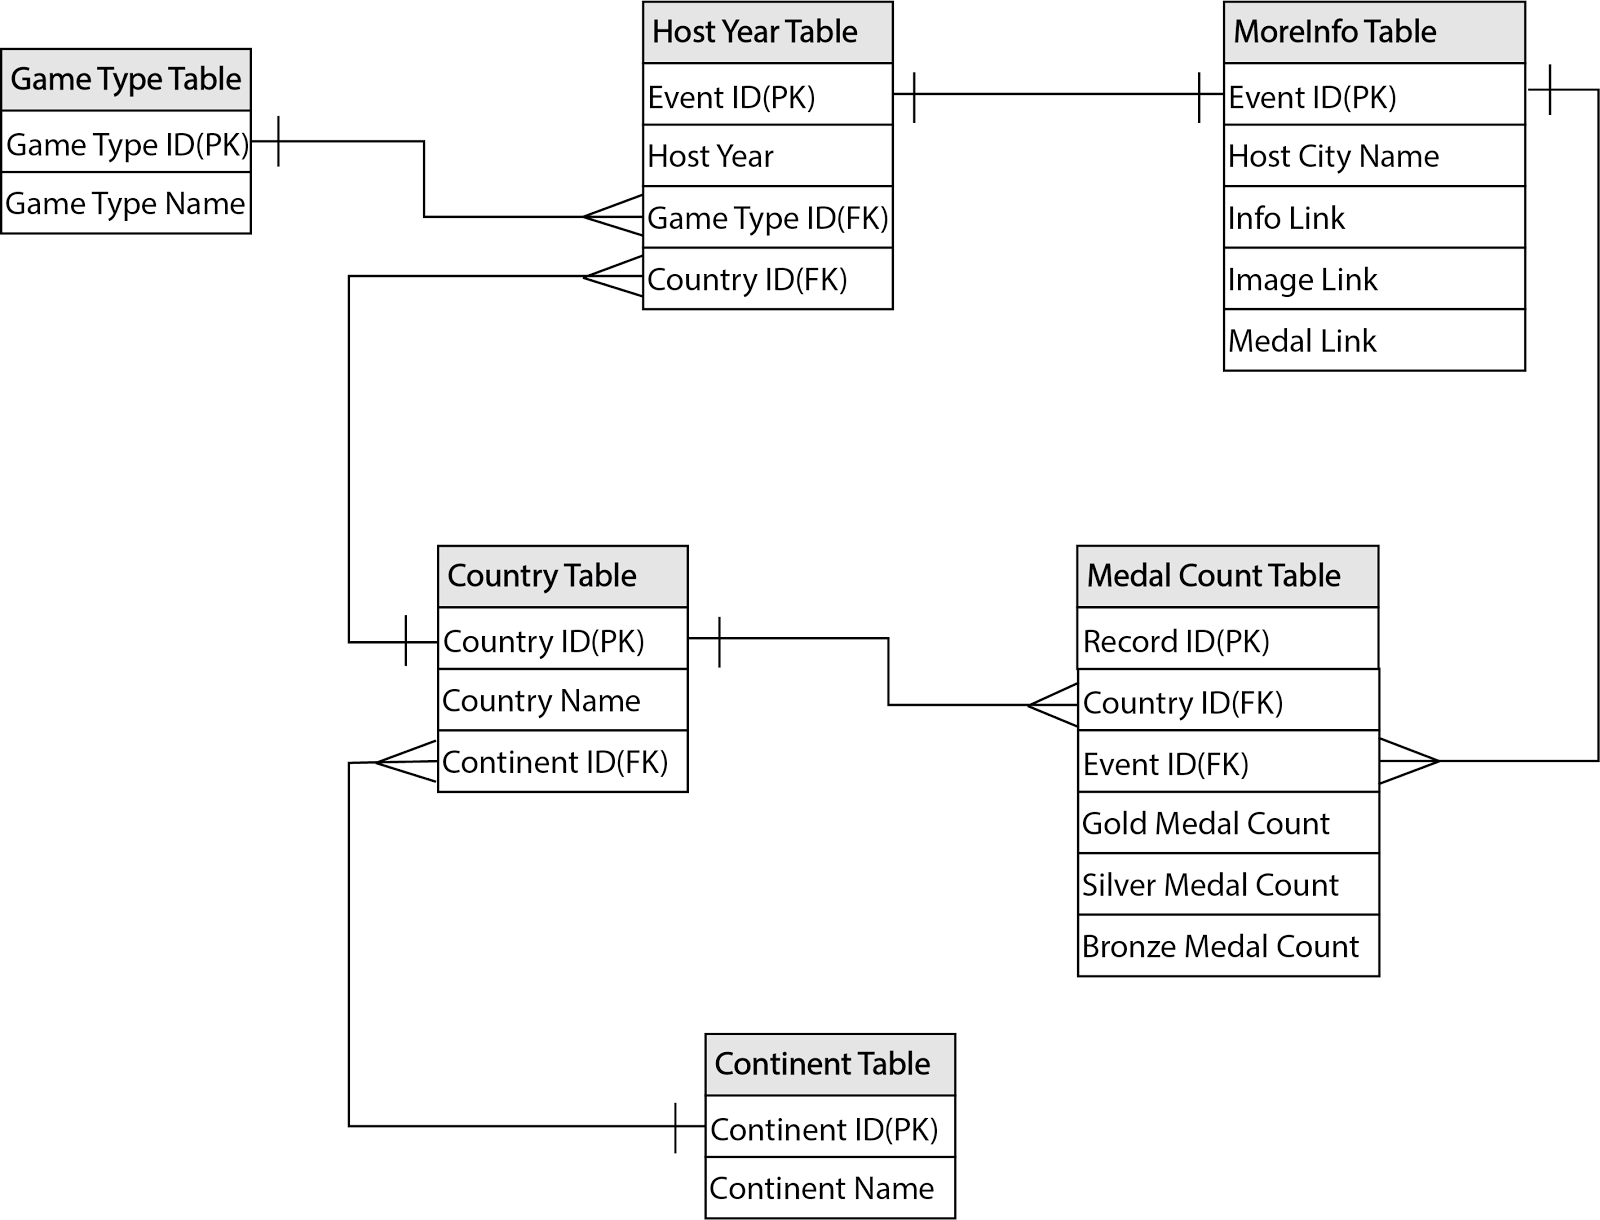 Game Type Table
Game Type ID(PK)
Game Type Name
Host Year Table
Event ID(PK)
Host Year
Game Type ID(FK)
Country ID(FK)
MoreInfo Table
Event ID(PK)
Host City Name
Info Link
Image Link
Medal Link
Country Table
Country ID(PK)
Country Name
Continent ID(FK)
Medal Count Table
Record ID(PK)
Country ID(FK)
Event ID(FK)
Gold Medal Count
Silver Medal Count
Bronze Medal Count
Continent Table
Continent ID(PK)
Continent Name